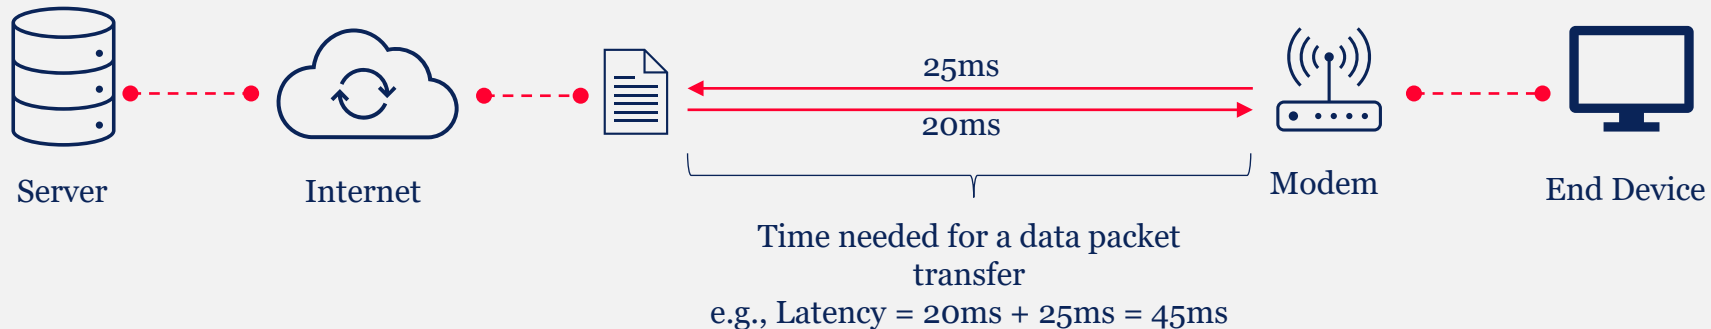 25ms
20ms
Server
Internet
Modem
End Device
Time needed for a data packet
transfer
e.g., Latency = 20ms + 25ms = 45ms